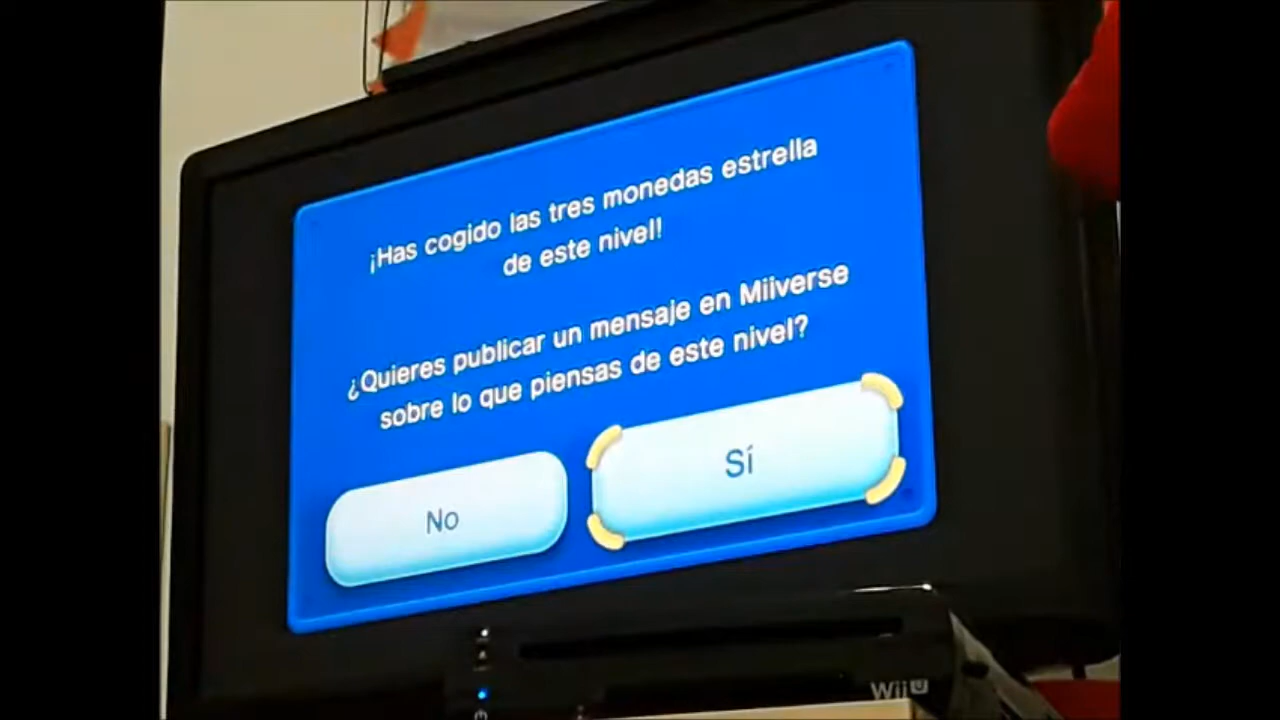 ¡Has cogido las tres monedas estrella
de este nivel!
¿Quieres publicar un mensaje en Miiverse
sobre lo que piensas de este nivel?
No
Sí
Wii U